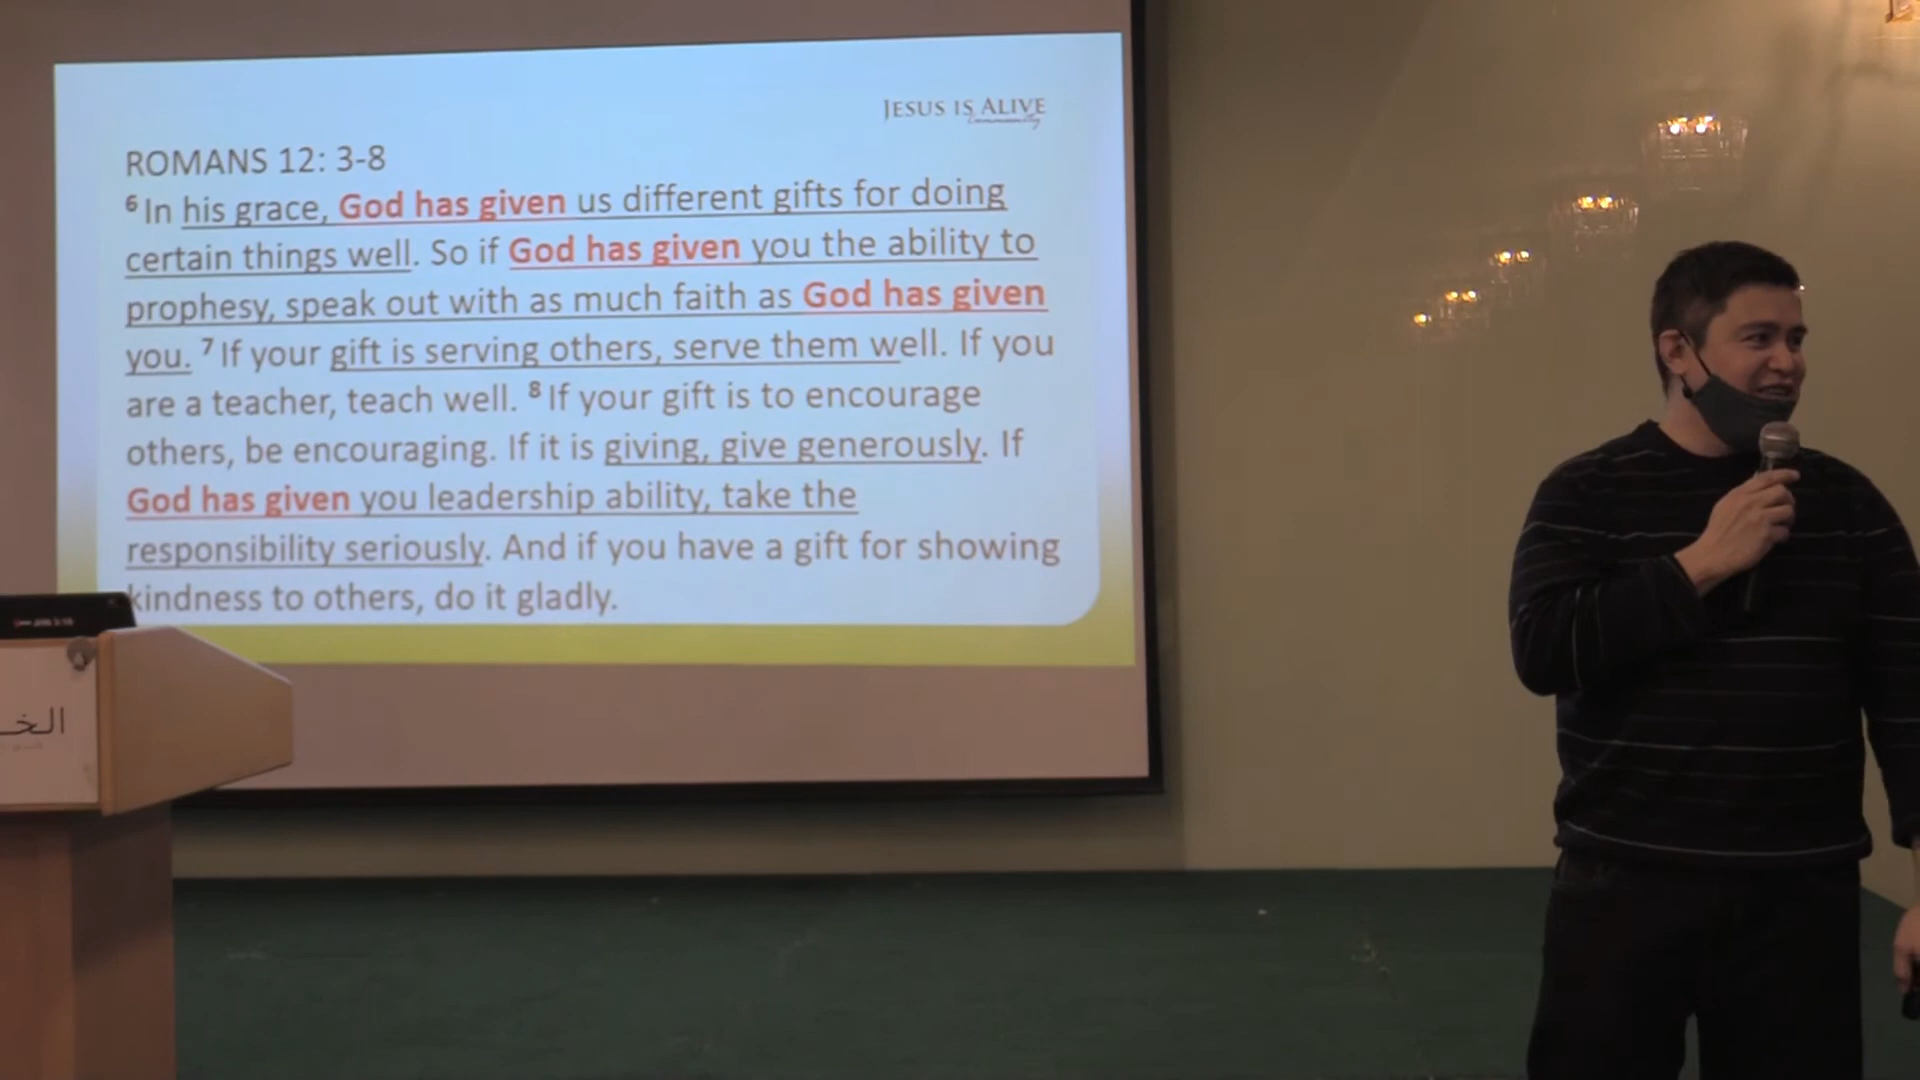 JESUS IS ALIVE
Community
ROMANS 12: 3-8
⁶ In his grace, God has given us different gifts for doing
certain things well. So if God has given you the ability to
prophesy, speak out with as much faith as God has given
you. ⁷ If your gift is serving others, serve them well. If you
are a teacher, teach well. ⁸ If your gift is to encourage
others, be encouraging. If it is giving, give generously. If
God has given you leadership ability, take the
responsibility seriously. And if you have a gift for showing
kindness to others, do it gladly.